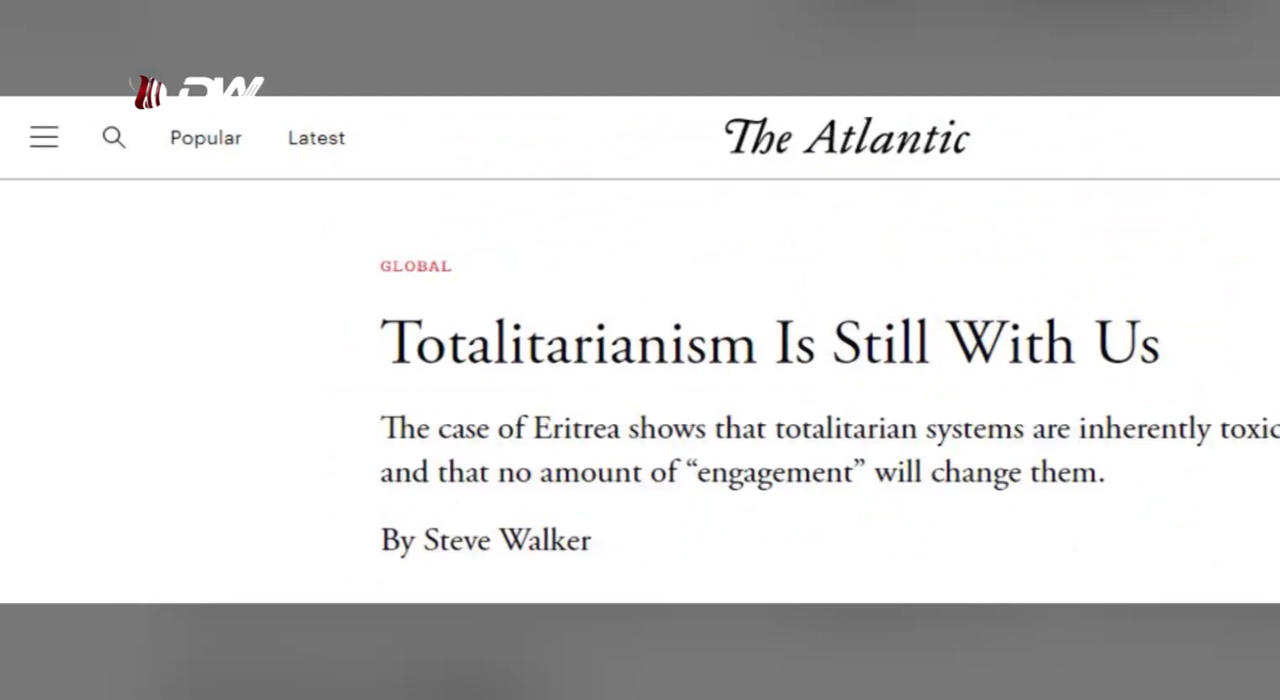 DW
Popular Latest The Atlantic
GLOBAL
Totalitarianism Is Still With Us
The case of Eritrea shows that totalitarian systems are inherently toxic
and that no amount of “engagement” will change them.
By Steve Walker